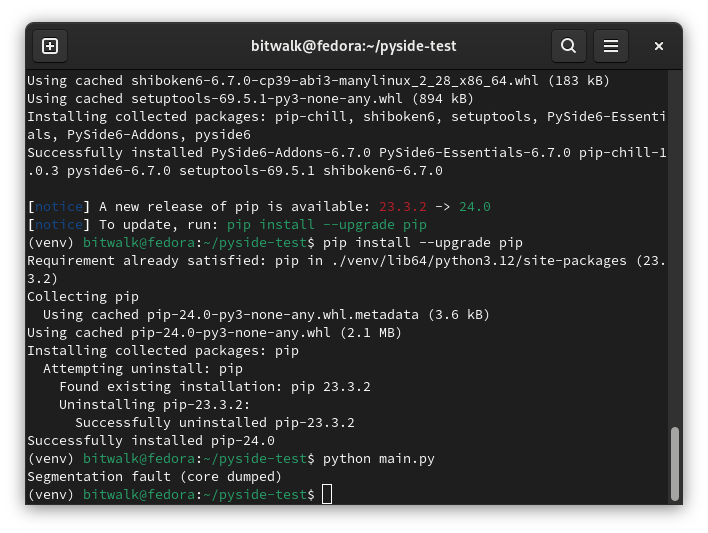 bitwalk@fedora:~/pyside-test
Using cached shiboken6-6.7.0-cp39-abi3-manylinux_2_28_x86_64.whl (183 kB)
Using cached setuptools-69.5.1-py3-none-any.whl (894 kB)
Installing collected packages: pip-chill, shiboken6, setuptools, PySide6-Essenti
als, PySide6-Addons, pyside6
Successfully installed PySide6-Addons-6.7.0 PySide6-Essentials-6.7.0 pip-chill-1
.0.3 pyside6-6.7.0 setuptools-69.5.1 shiboken6-6.7.0
[notice] A new release of pip is available: 23.3.2 -> 24.0
[notice] To update, run: pip install --upgrade pip
(venv) bitwalk@fedora:~/pyside-test$ pip install --upgrade pip
Requirement already satisfied: pip in ./venv/lib64/python3.12/site-packages (23.
3.2)
Collecting pip
  Using cached pip-24.0-py3-none-any.whl.metadata (3.6 kB)
Using cached pip-24.0-py3-none-any.whl (2.1 MB)
Installing collected packages: pip
  Attempting uninstall: pip
    Found existing installation: pip 23.3.2
    Uninstalling pip-23.3.2:
      Successfully uninstalled pip-23.3.2
Successfully installed pip-24.0
(venv) bitwalk@fedora:~/pyside-test$ python main.py
Segmentation fault (core dumped)
(venv) bitwalk@fedora:~/pyside-test$